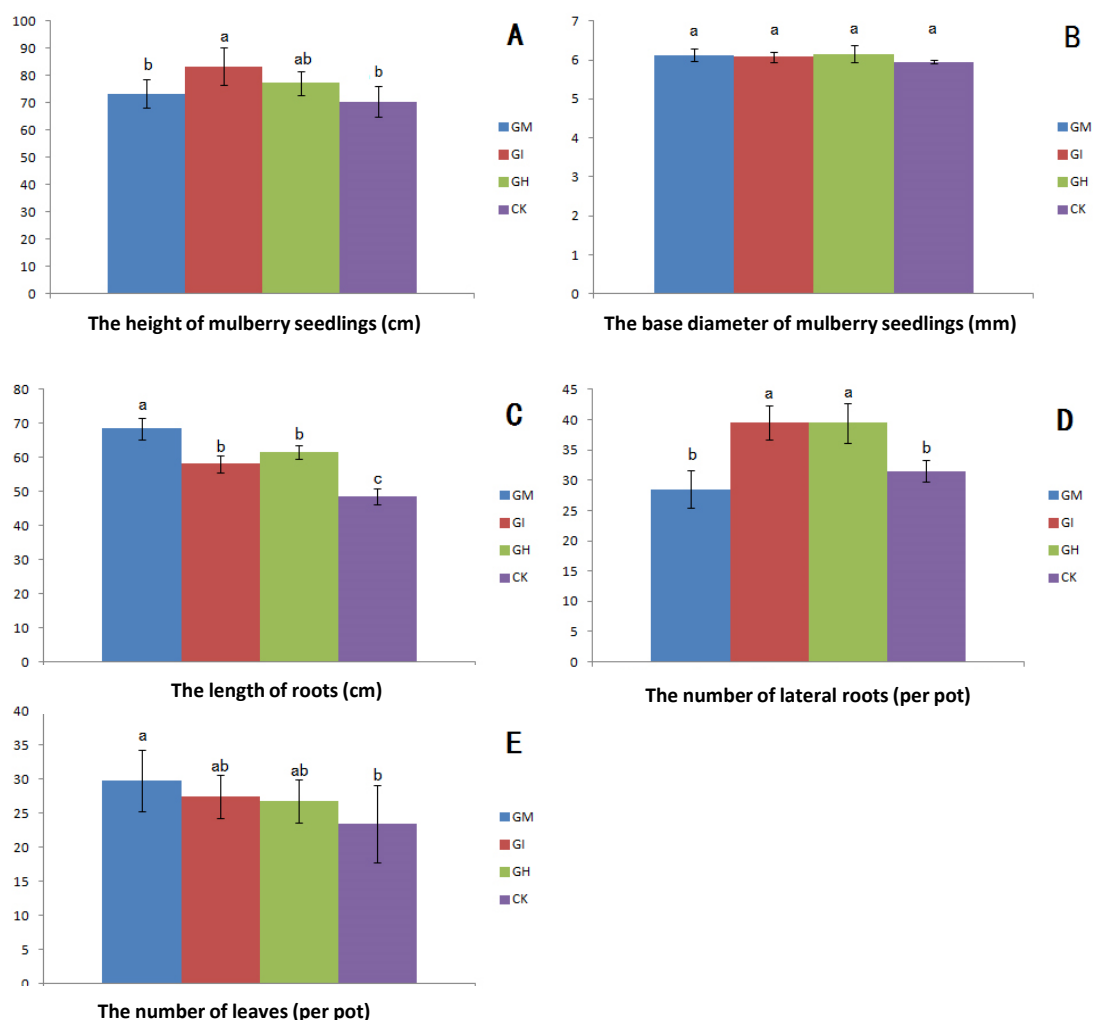 A
100
90
80
70
60
50
40
30
20
10
0
b
a
ab
b
GM
GI
GH
CK
The height of mulberry seedlings (cm)
B
7
6
5
4
3
2
1
0
a
a
a
a
GM
GI
GH
CK
The base diameter of mulberry seedlings (mm)
C
80
70
60
50
40
30
20
10
0
a
b
b
c
GM
GI
GH
CK
The length of roots (cm)
D
45
40
35
30
25
20
15
10
5
0
b
a
a
b
GM
GI
GH
CK
The number of lateral roots (per pot)
E
40
35
30
25
20
15
10
5
0
a
ab
ab
b
GM
GI
GH
CK
The number of leaves (per pot)